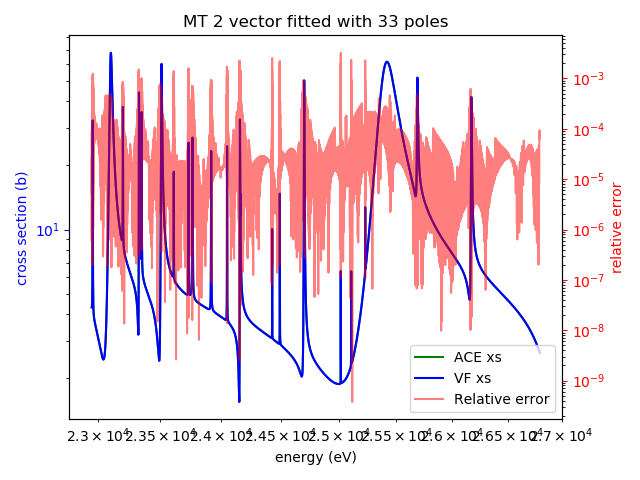 MT 2 vector fitted with 33 poles
cross section (b)
10¹
10⁻³
10⁻⁴
10⁻⁵
10⁻⁶
10⁻⁷
10⁻⁸
10⁻⁹
relative error
ACE xs
VF xs
Relative error
2.3 × 10⁴ 2.35 × 10⁴ 2.4 × 10⁴ 2.45 × 10⁴ 2.5 × 10⁴ 2.55 × 10⁴ 2.6 × 10⁴ 2.65 × 10⁴ 2.7 × 10⁴
energy (eV)